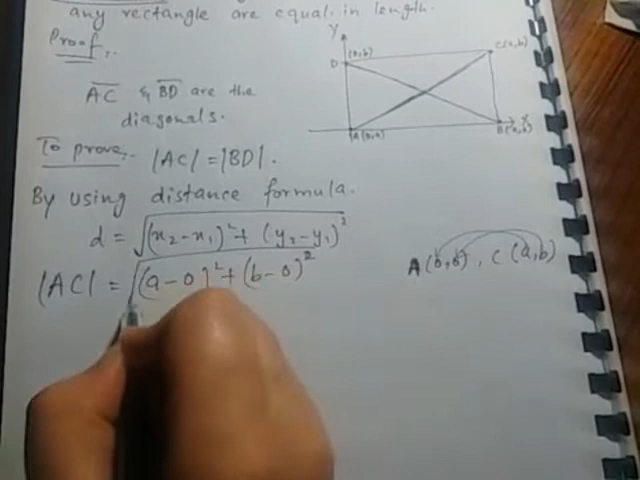 any rectangle are equal in length.
Proof:.
Y
D (0,b) C(a,b)
A(0,0) X
AC & BD are the
diagonals.
To prove:. |AC| = |BD|.
By using distance formula.
d = √(x₂-x₁)²+ (y₂-y₁)²
|AC| = √(a-0)²+(b-0)²
A(0,0), C(a,b)